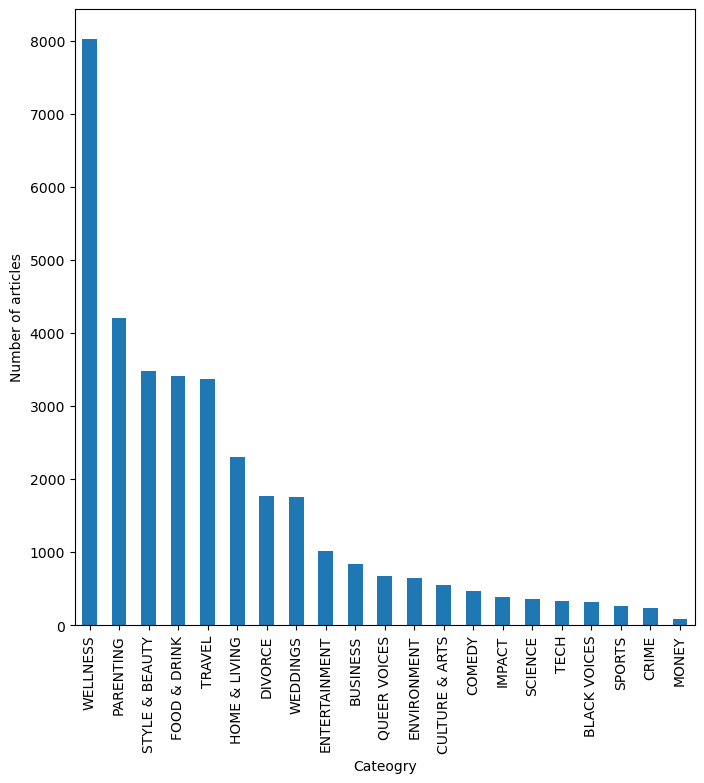 8000
7000
6000
5000
4000
3000
2000
1000
0
Number of articles
WELLNESS
PARENTING
STYLE & BEAUTY
FOOD & DRINK
TRAVEL
HOME & LIVING
DIVORCE
WEDDINGS
ENTERTAINMENT
BUSINESS
QUEER VOICES
ENVIRONMENT
CULTURE & ARTS
COMEDY
IMPACT
SCIENCE
TECH
BLACK VOICES
SPORTS
CRIME
MONEY
Cateogry